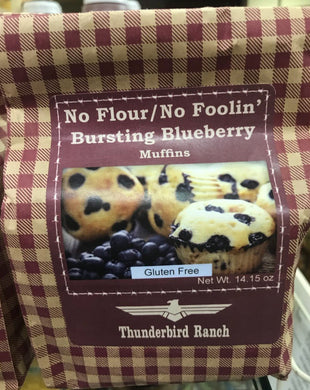 No Flour/No Foolin'
Bursting Blueberry
Muffins
Gluten Free
Net Wt. 14.15 oz
Thunderbird Ranch